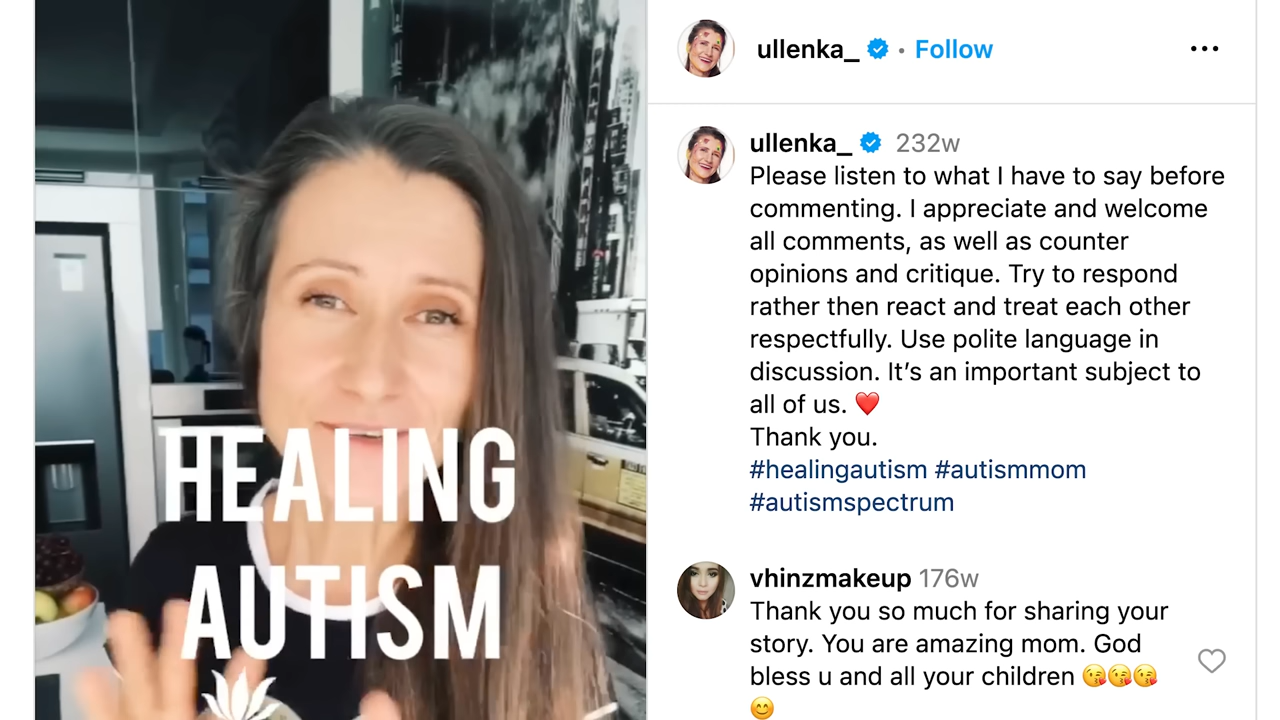 HEALING
AUTISM
ullenka_ • Follow
ullenka_ 232w
Please listen to what I have to say before
commenting. I appreciate and welcome
all comments, as well as counter
opinions and critique. Try to respond
rather then react and treat each other
respectfully. Use polite language in
discussion. It’s an important subject to
all of us. ❤️
Thank you.
#healingautism #autismmom
#autismspectrum
vhinzmakeup 176w
Thank you so much for sharing your
story. You are amazing mom. God
bless u and all your children 😘😘😘
😊